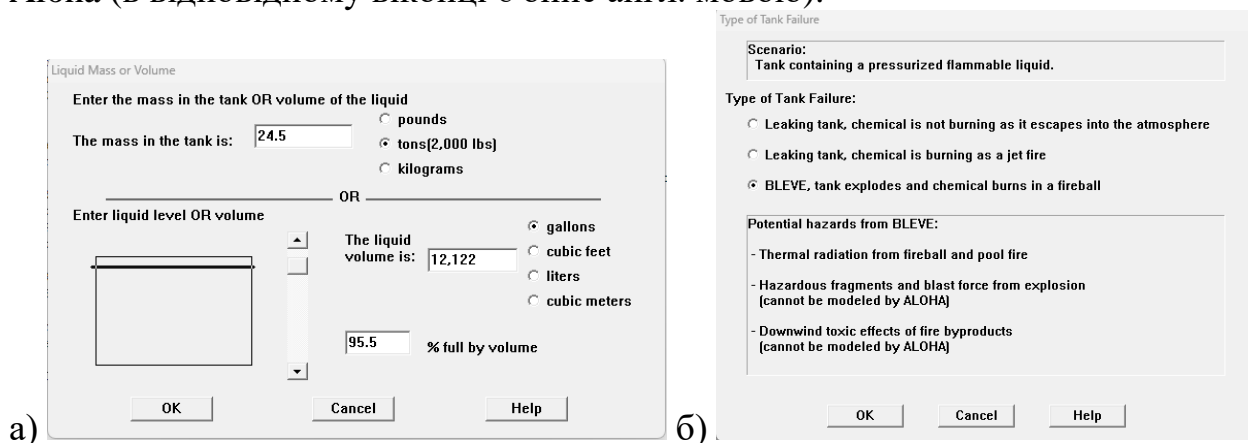 Type of Tank Failure
Scenario:
Tank containing a pressurized flammable liquid.
Type of Tank Failure:
Leaking tank, chemical is not burning as it escapes into the atmosphere
Leaking tank, chemical is burning as a jet fire
BLEVE, tank explodes and chemical burns in a fireball
Potential hazards from BLEVE:
- Thermal radiation from fireball and pool fire
- Hazardous fragments and blast force from explosion
(cannot be modeled by ALOHA)
- Downwind toxic effects of fire byproducts
(cannot be modeled by ALOHA)
OK Cancel Help
б)
Liquid Mass or Volume
Enter the mass in the tank OR volume of the liquid
The mass in the tank is: 24.5
pounds
tons(2,000 lbs)
kilograms
OR
Enter liquid level OR volume
The liquid
volume is: 12,122
gallons
cubic feet
liters
cubic meters
95.5 % full by volume
OK Cancel Help
а)